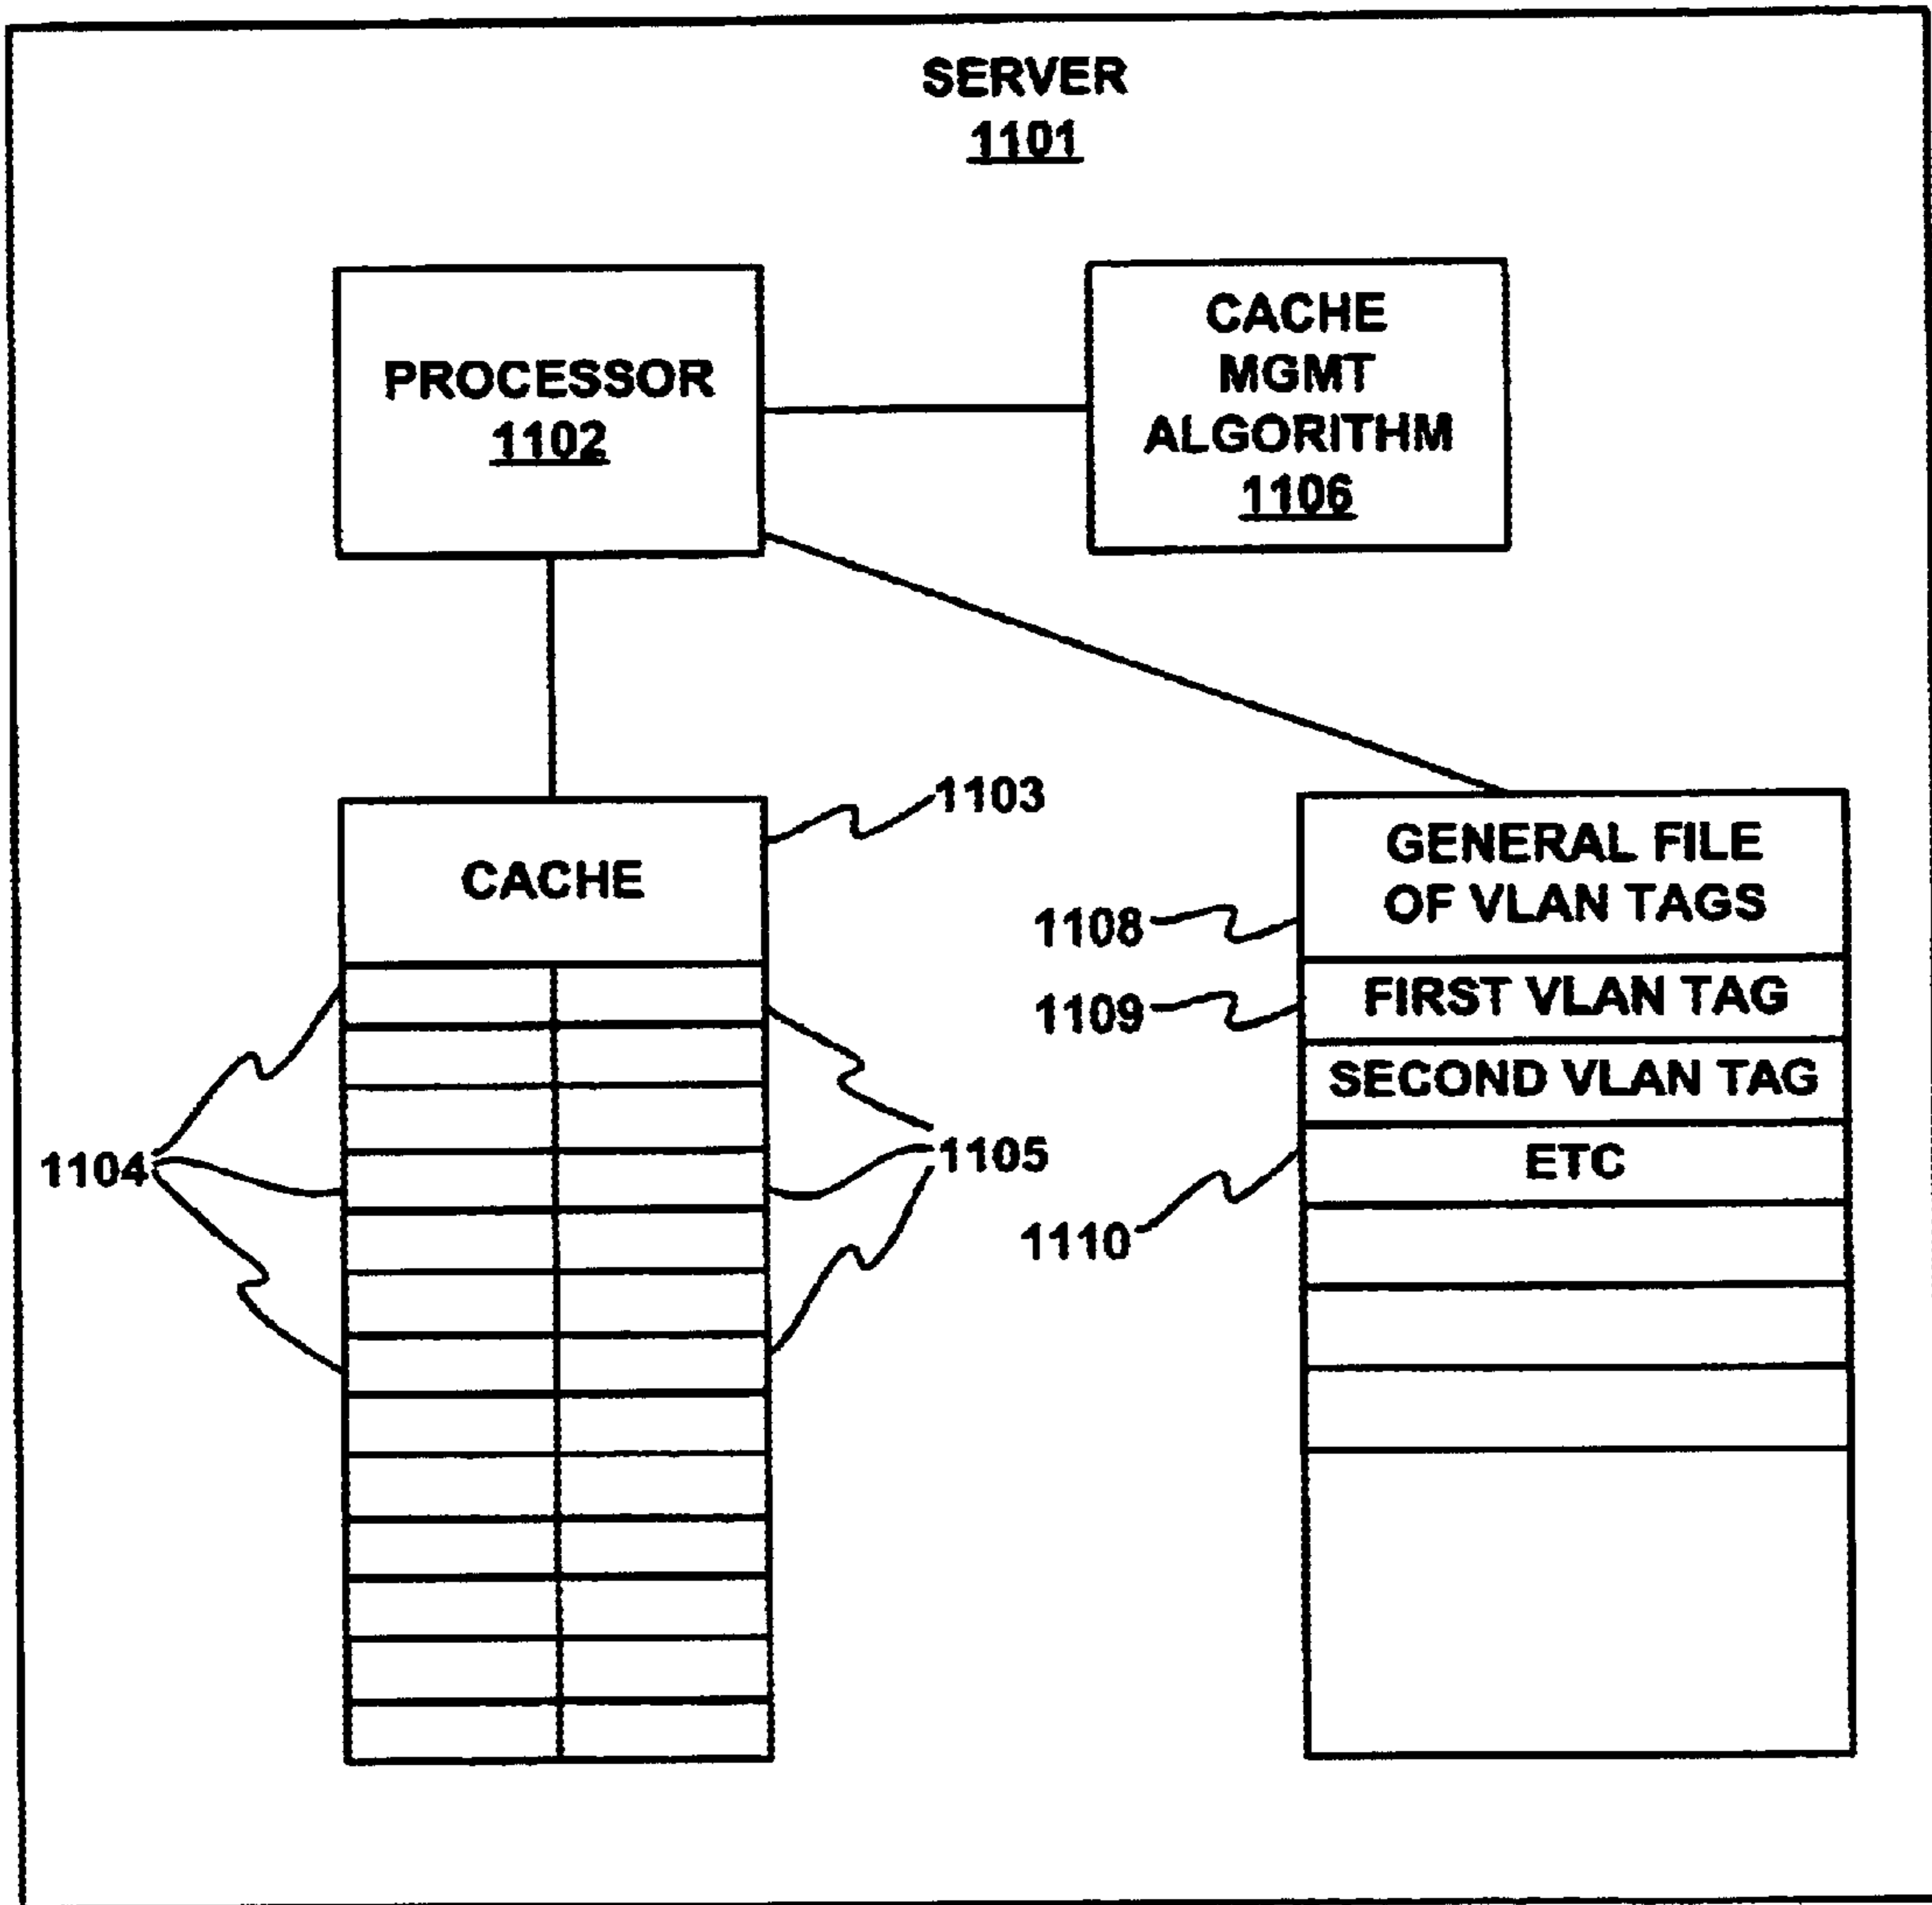 SERVER
1101
PROCESSOR
1102
CACHE
MGMT
ALGORITHM
1106
1103
CACHE
GENERAL FILE
OF VLAN TAGS
1108
FIRST VLAN TAG
1109
SECOND VLAN TAG
1104
1105
ETC
1110